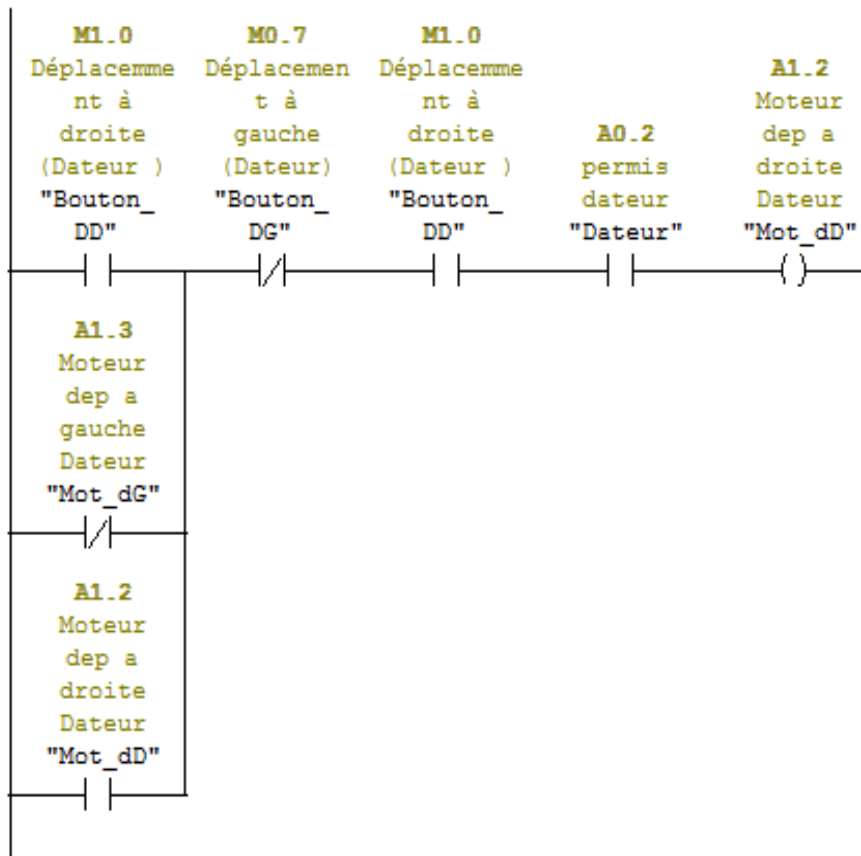 M1.0
Déplacemme
nt à
droite
(Dateur )
"Bouton_
DD"
M0.7
Déplacemen
t à
gauche
(Dateur)
"Bouton_
DG"
M1.0
Déplacemme
nt à
droite
(Dateur )
"Bouton_
DD"
A0.2
permis
dateur
"Dateur"
A1.2
Moteur
dep a
droite
Dateur
"Mot_dD"
A1.3
Moteur
dep a
gauche
Dateur
"Mot_dG"
A1.2
Moteur
dep a
droite
Dateur
"Mot_dD"